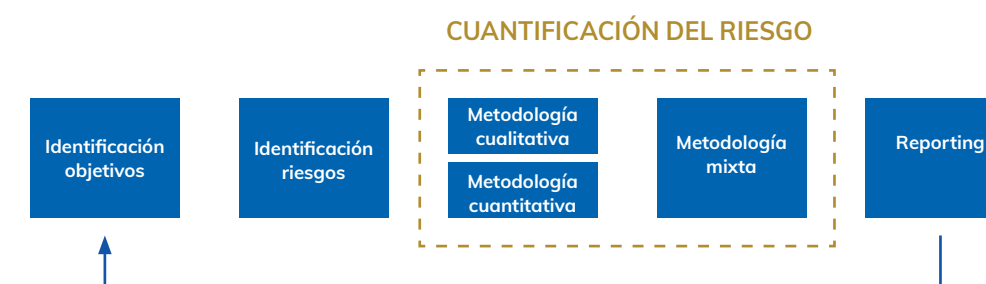 CUANTIFICACIÓN DEL RIESGO
Identificación
objetivos
Identificación
riesgos
Metodología
cualitativa
Metodología
cuantitativa
Metodología
mixta
Reporting